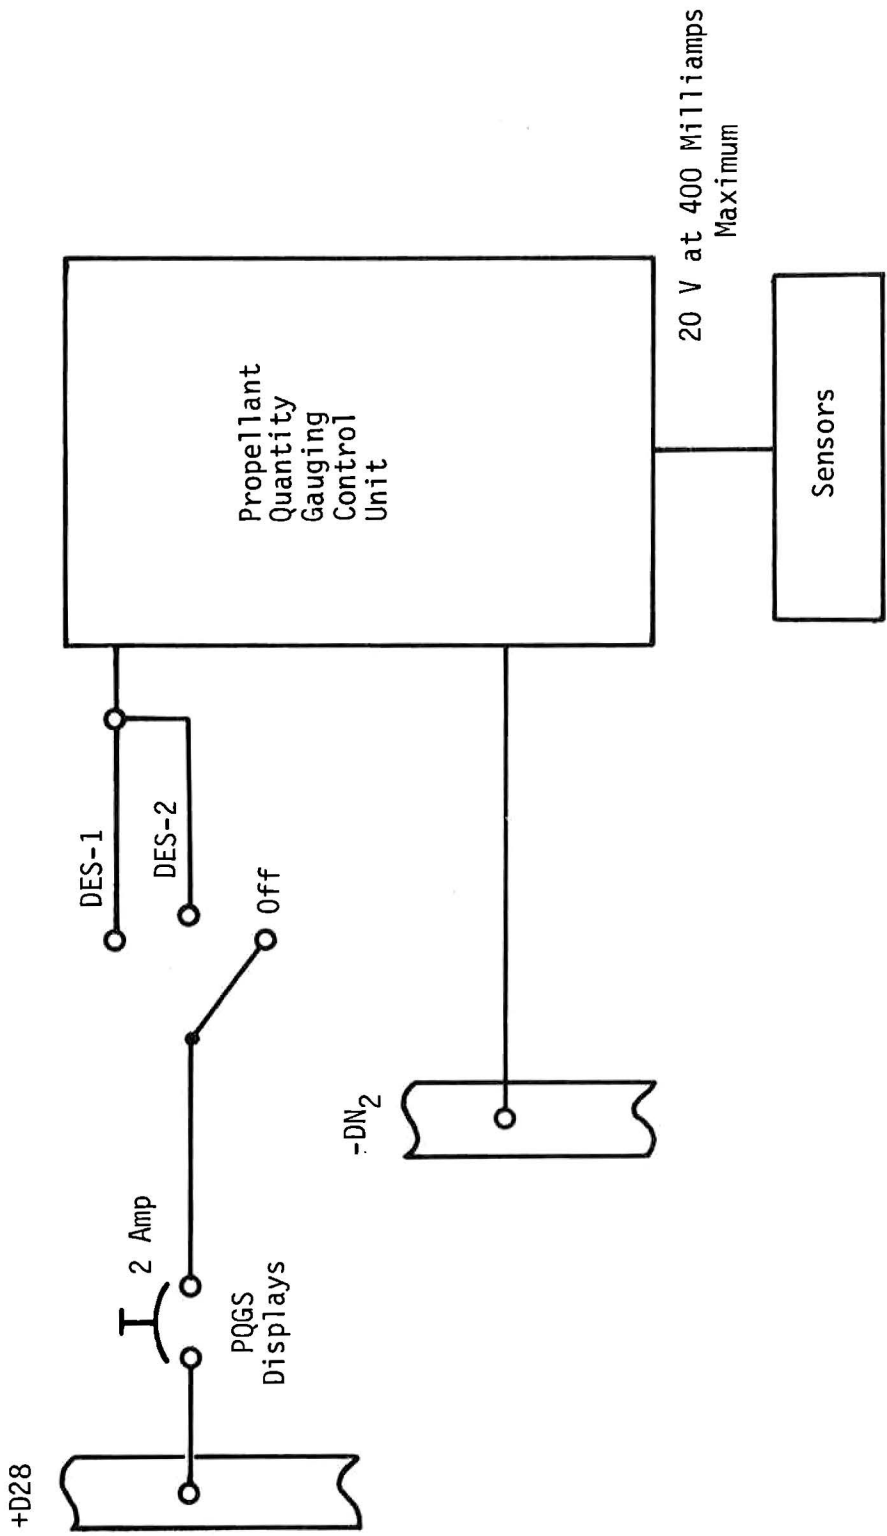 +D28
2 Amp
PQGS
Displays
DES-1
DES-2
Off
-DN2
Propellant
Quantity
Gauging
Control
Unit
20 V at 400 Milliamps
Maximum
Sensors